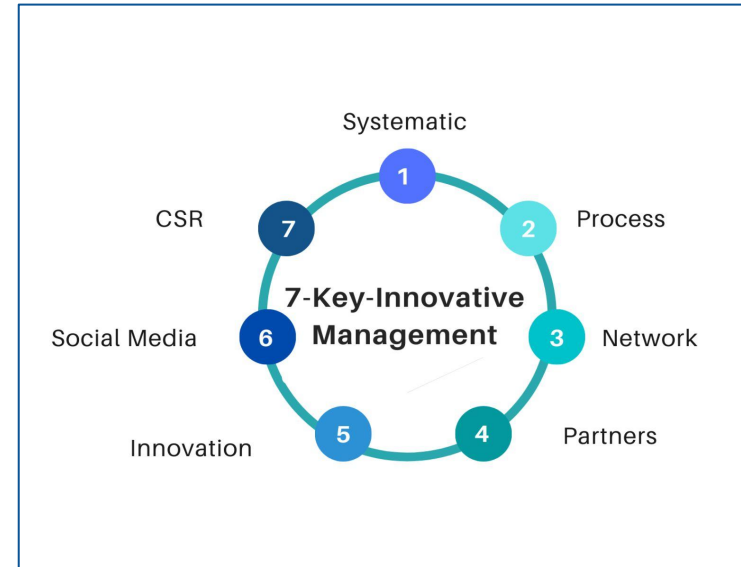 Systematic
1
CSR
7
2
Process
7-Key-Innovative
Management
Social Media
6
3
Network
Innovation
5
4
Partners